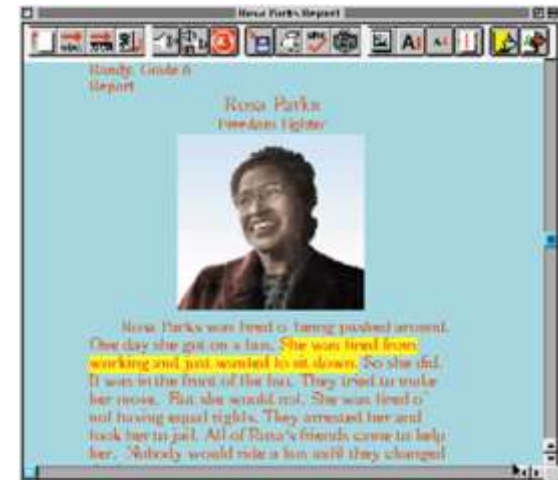 Rosa Parks Report
Randy, Grade 6
Report
Rosa Parks
Freedom Fighter
Rosa Parks was tired o' being pushed around.
One day she got on a bus. She was tired from
working and just wanted to sit down. So she did.
It was in the front of the bus. They tried to make
her move. But she would not. She was tired o'
not having equal rights. They arrested her and
took her to jail. All of Rosa's friends came to help
her. Nobody would ride a bus until they changed